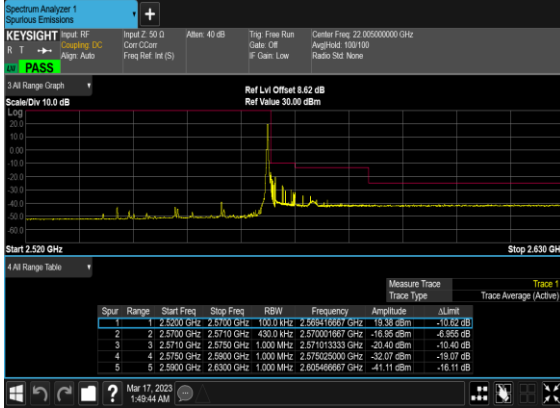 Spectrum Analyzer 1
Spurious Emissions
+
KEYSIGHT Input: RF Input Z: 50 Ω Atten: 40 dB Trig: Free Run Center Freq: 22.005000000 GHz
R T Coupling: DC Corr CCorr Gate: Off Avg|Hold: 100/100
Align: Auto Freq Ref: Int (S) IF Gain: Low Radio Std: None
LXI PASS
3 All Range Graph
Ref Lvl Offset 8.62 dB
Scale/Div 10.0 dB Ref Value 30.00 dBm
Log
20.0
10.0
0.00
-10.0
-20.0
-30.0
-40.0
-50.0
-60.0
Start 2.520 GHz Stop 2.630 GH
4 All Range Table
Measure Trace Trace 1
Trace Type Trace Average (Active)
Spur Range Start Freq Stop Freq RBW Frequency Amplitude ΔLimit
1 1 2.5200 GHz 2.5700 GHz 100.0 kHz 2.569416667 GHz 19.38 dBm -10.62 dB
2 2 2.5700 GHz 2.5710 GHz 430.0 kHz 2.570001667 GHz -16.95 dBm -6.955 dB
3 3 2.5710 GHz 2.5750 GHz 1.000 MHz 2.571013333 GHz -20.40 dBm -10.40 dB
4 4 2.5750 GHz 2.5900 GHz 1.000 MHz 2.575025000 GHz -32.07 dBm -19.07 dB
5 5 2.5900 GHz 2.6300 GHz 1.000 MHz 2.605466667 GHz -41.11 dBm -16.11 dB
? Mar 17, 2023
1:49:44 AM